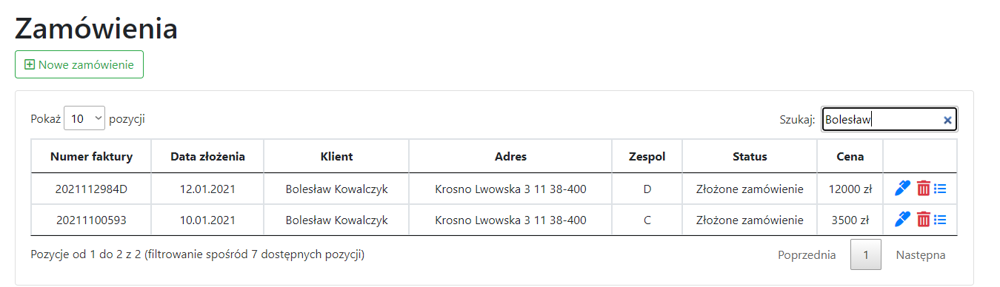 Zamówienia
Nowe zamówienie
Pokaż 10 pozycji Szukaj: Bolesław
Numer faktury Data złożenia Klient Adres Zespol Status Cena
2021112984D 12.01.2021 Bolesław Kowalczyk Krosno Lwowska 3 11 38-400 D Złożone zamówienie 12000 zł
20211100593 10.01.2021 Bolesław Kowalczyk Krosno Lwowska 3 11 38-400 C Złożone zamówienie 3500 zł
Pozycje od 1 do 2 z 2 (filtrowanie spośród 7 dostępnych pozycji) Poprzednia 1 Następna